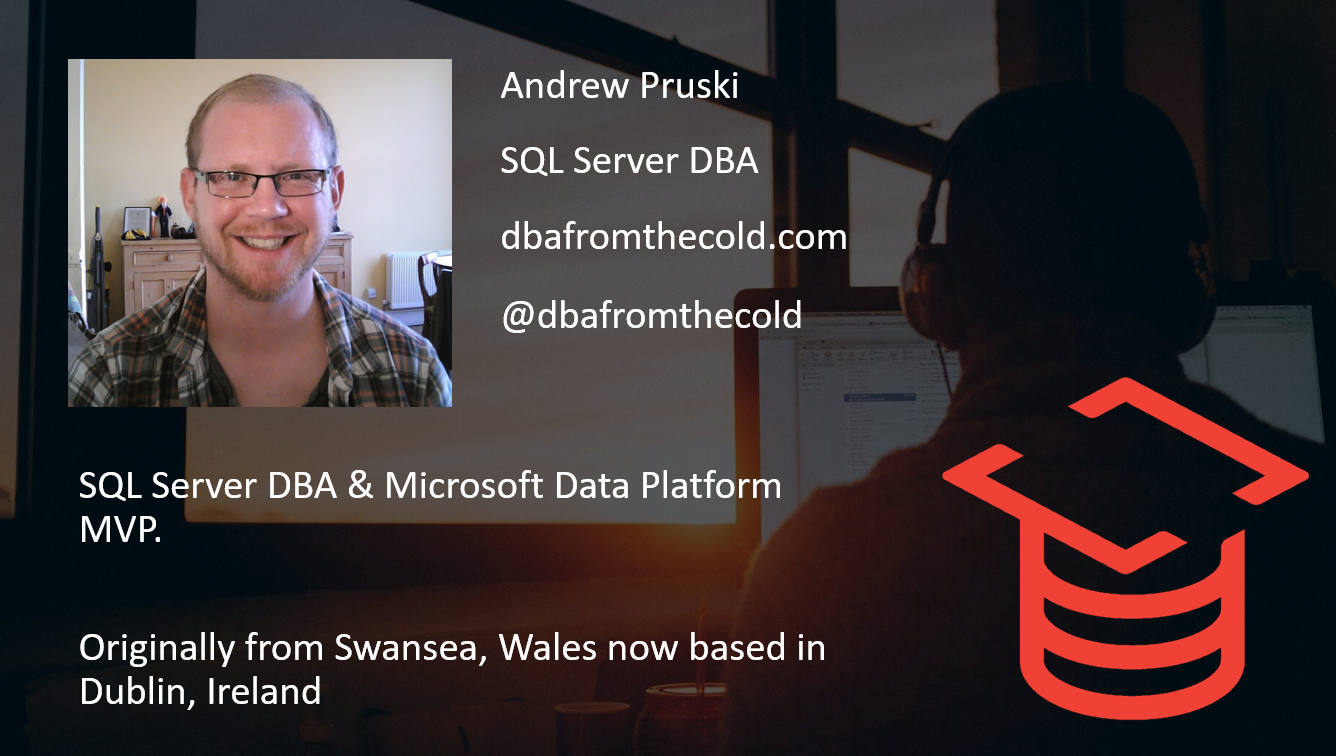 Andrew Pruski
SQL Server DBA
dbafromthecold.com
@dbafromthecold
SQL Server DBA & Microsoft Data Platform
MVP.
Originally from Swansea, Wales now based in
Dublin, Ireland